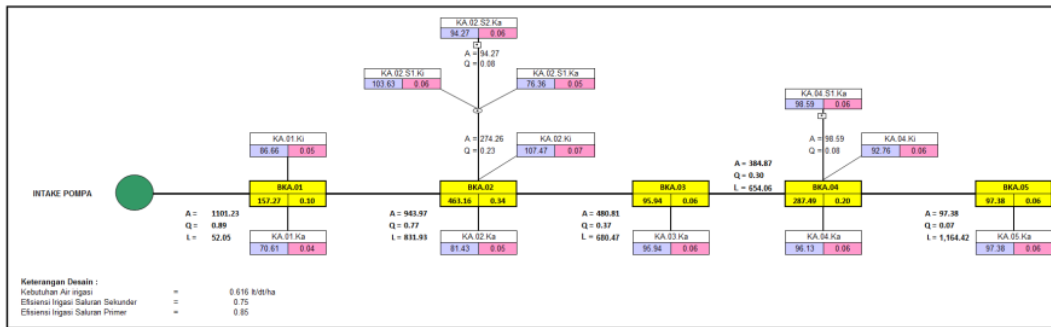 KA.02.S2.Ka
94.27 0.06
A = 94.27
Q = 0.08
KA.02.S1.Ki
103.63 0.06
KA.02.S1.Ka
76.36 0.05
KA.04.S1.Ka
98.59 0.06
KA.01.Ki
86.66 0.05
A = 274.26
Q = 0.23
KA.02.Ki
107.47 0.07
A = 98.59
Q = 0.08
KA.04.Ki
92.76 0.06
A = 384.87
Q = 0.30
L = 654.06
INTAKE POMPA
BKA.01
157.27 0.10
BKA.02
463.16 0.34
BKA.03
95.94 0.06
BKA.04
287.49 0.20
BKA.05
97.38 0.06
A = 1101.23
Q = 0.89
L = 52.05
KA.01.Ka
70.61 0.04
A = 943.97
Q = 0.77
L = 831.93
KA.02.Ka
81.43 0.05
A = 480.81
Q = 0.37
L = 680.47
KA.03.Ka
95.94 0.06
KA.04.Ka
96.13 0.06
A = 97.38
Q = 0.07
L = 1,164.42
KA.05.Ka
97.38 0.06
Keterangan Desain :
Kebutuhan Air irigasi = 0.616 lt/dt/ha
Efisiensi Irigasi Saluran Sekunder = 0.75
Efisiensi Irigasi Saluran Primer = 0.85